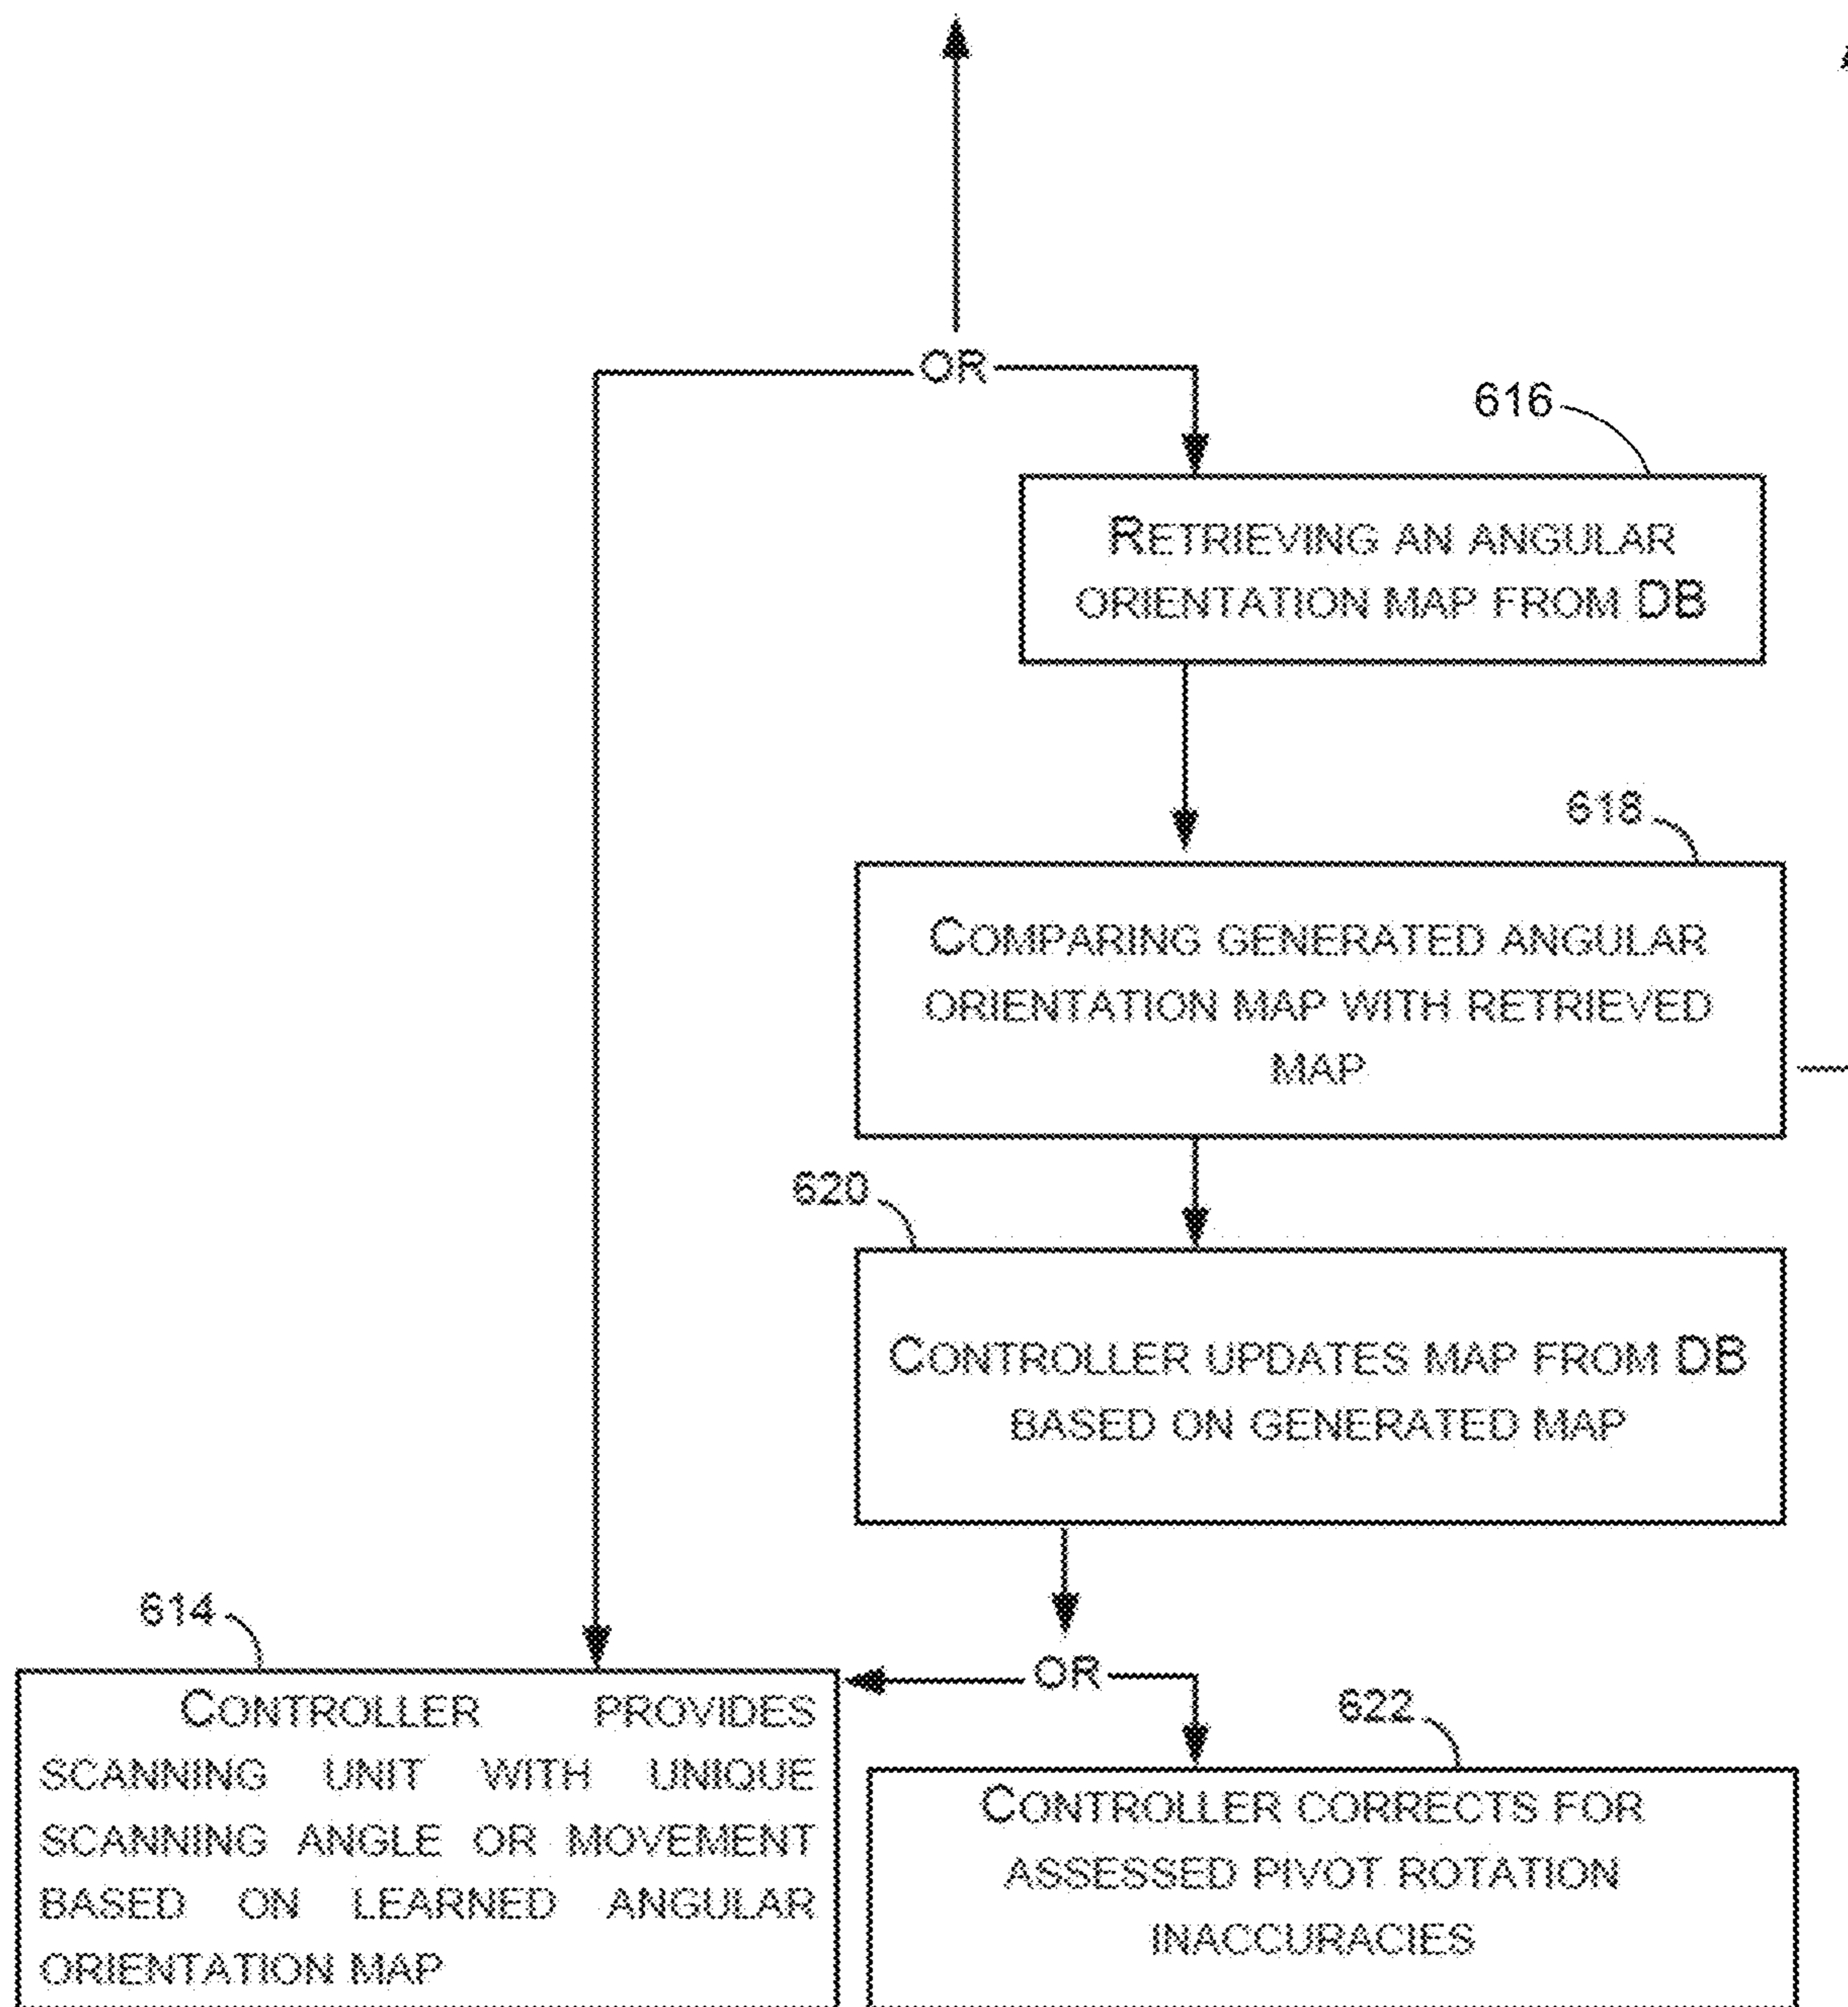 OR
616
RETRIEVING AN ANGULAR
ORIENTATION MAP FROM DB
618
COMPARING GENERATED ANGULAR
ORIENTATION MAP WITH RETRIEVED
MAP
620
CONTROLLER UPDATES MAP FROM DB
BASED ON GENERATED MAP
OR
614
CONTROLLER PROVIDES
SCANNING UNIT WITH UNIQUE
SCANNING ANGLE OR MOVEMENT
BASED ON LEARNED ANGULAR
ORIENTATION MAP
622
CONTROLLER CORRECTS FOR
ASSESSED PIVOT ROTATION
INACCURACIES